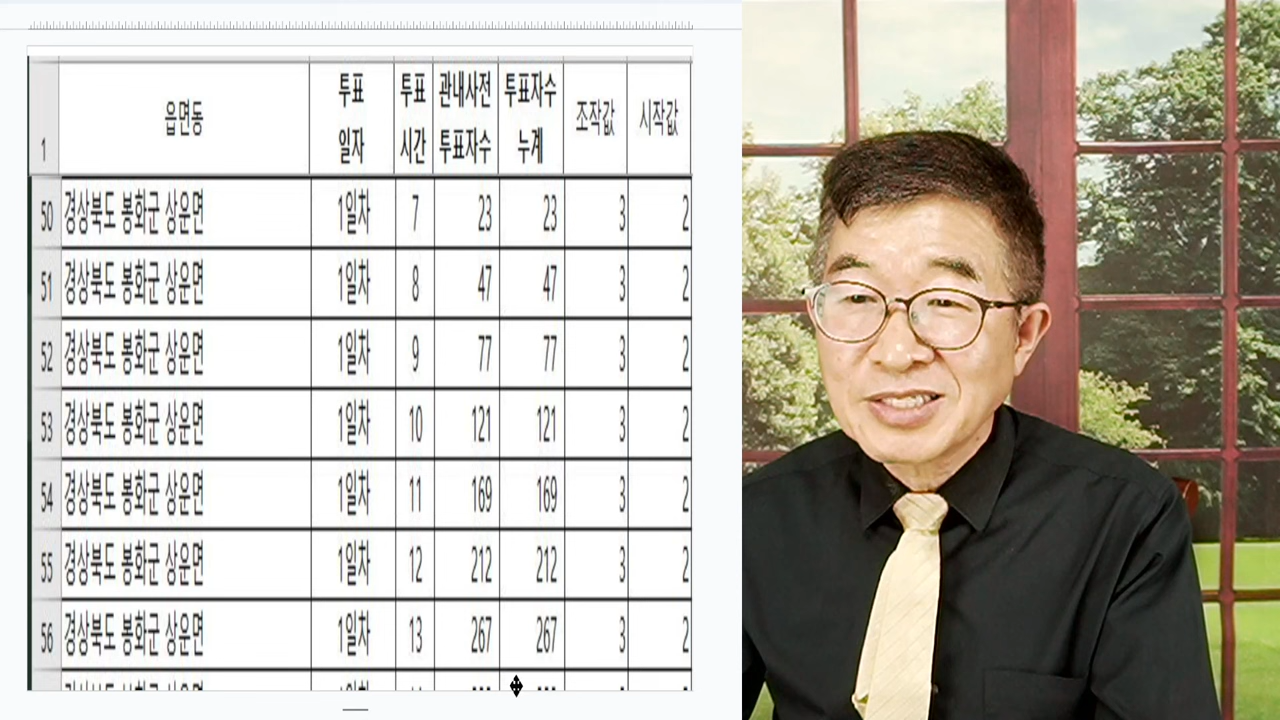 읍면동 투표 일자 투표 시간 관내사전 투표자수 투표자수 누계 조작값 시작값
1
50 경상북도 봉화군 상운면 1일차 7 23 23 3 2
51 경상북도 봉화군 상운면 1일차 8 47 47 3 2
52 경상북도 봉화군 상운면 1일차 9 77 77 3 2
53 경상북도 봉화군 상운면 1일차 10 121 121 3 2
54 경상북도 봉화군 상운면 1일차 11 169 169 3 2
55 경상북도 봉화군 상운면 1일차 12 212 212 3 2
56 경상북도 봉화군 상운면 1일차 13 267 267 3 2